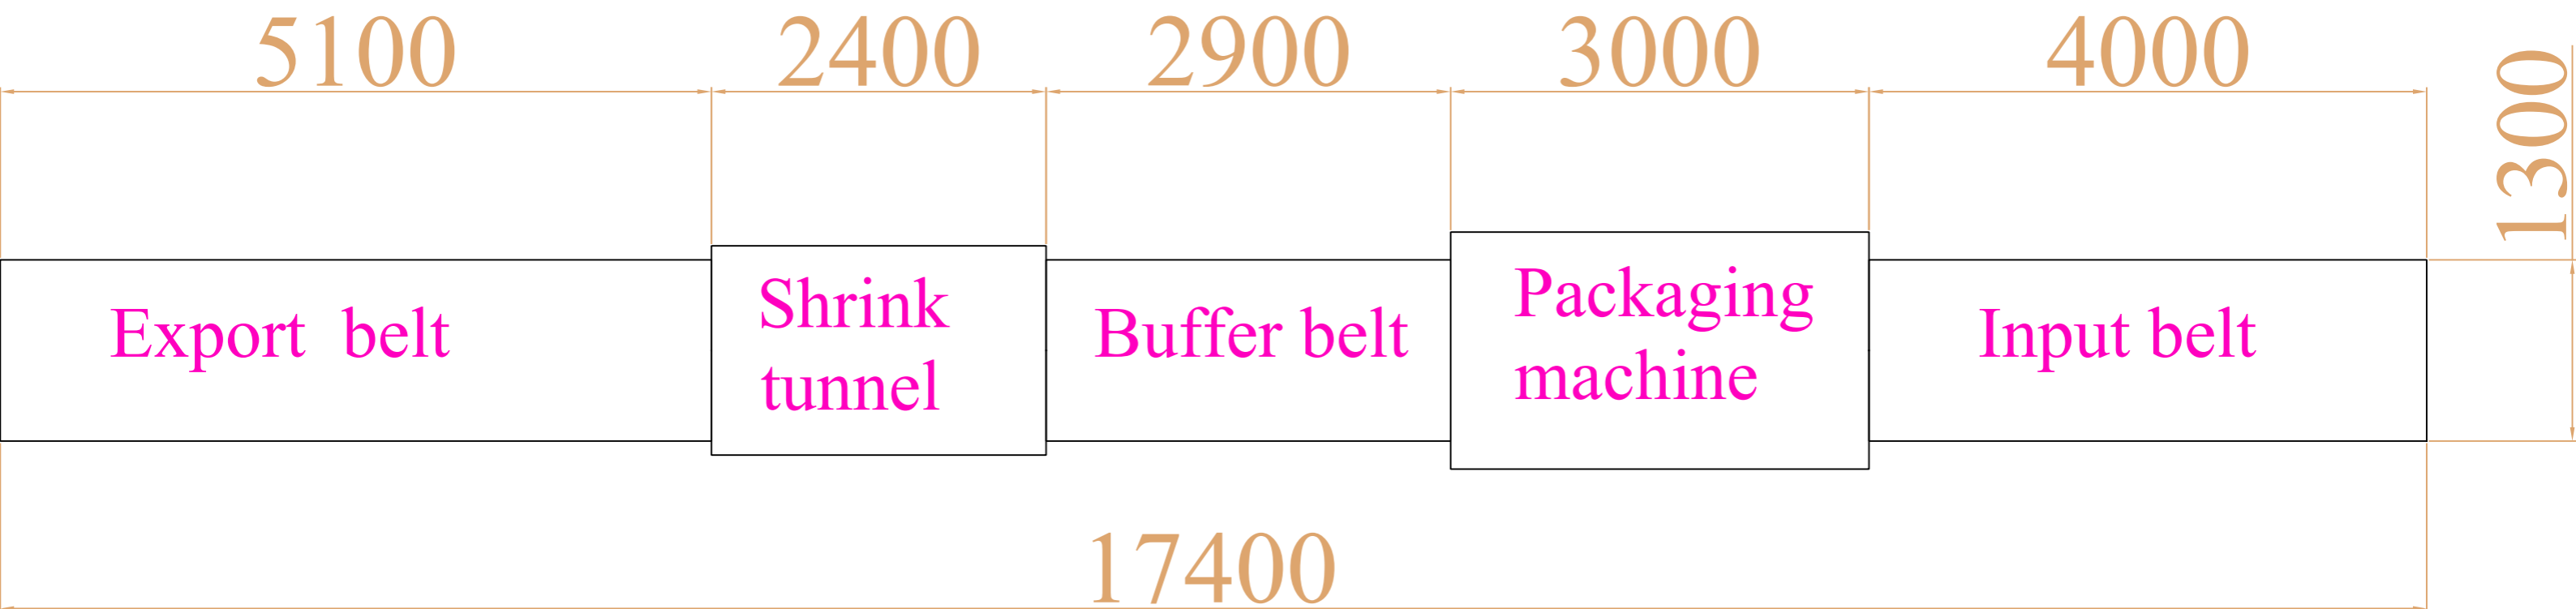 5100 2400 2900 3000 4000
1300
Export belt
Shrink
tunnel
Buffer belt
Packaging
machine
Input belt
17400